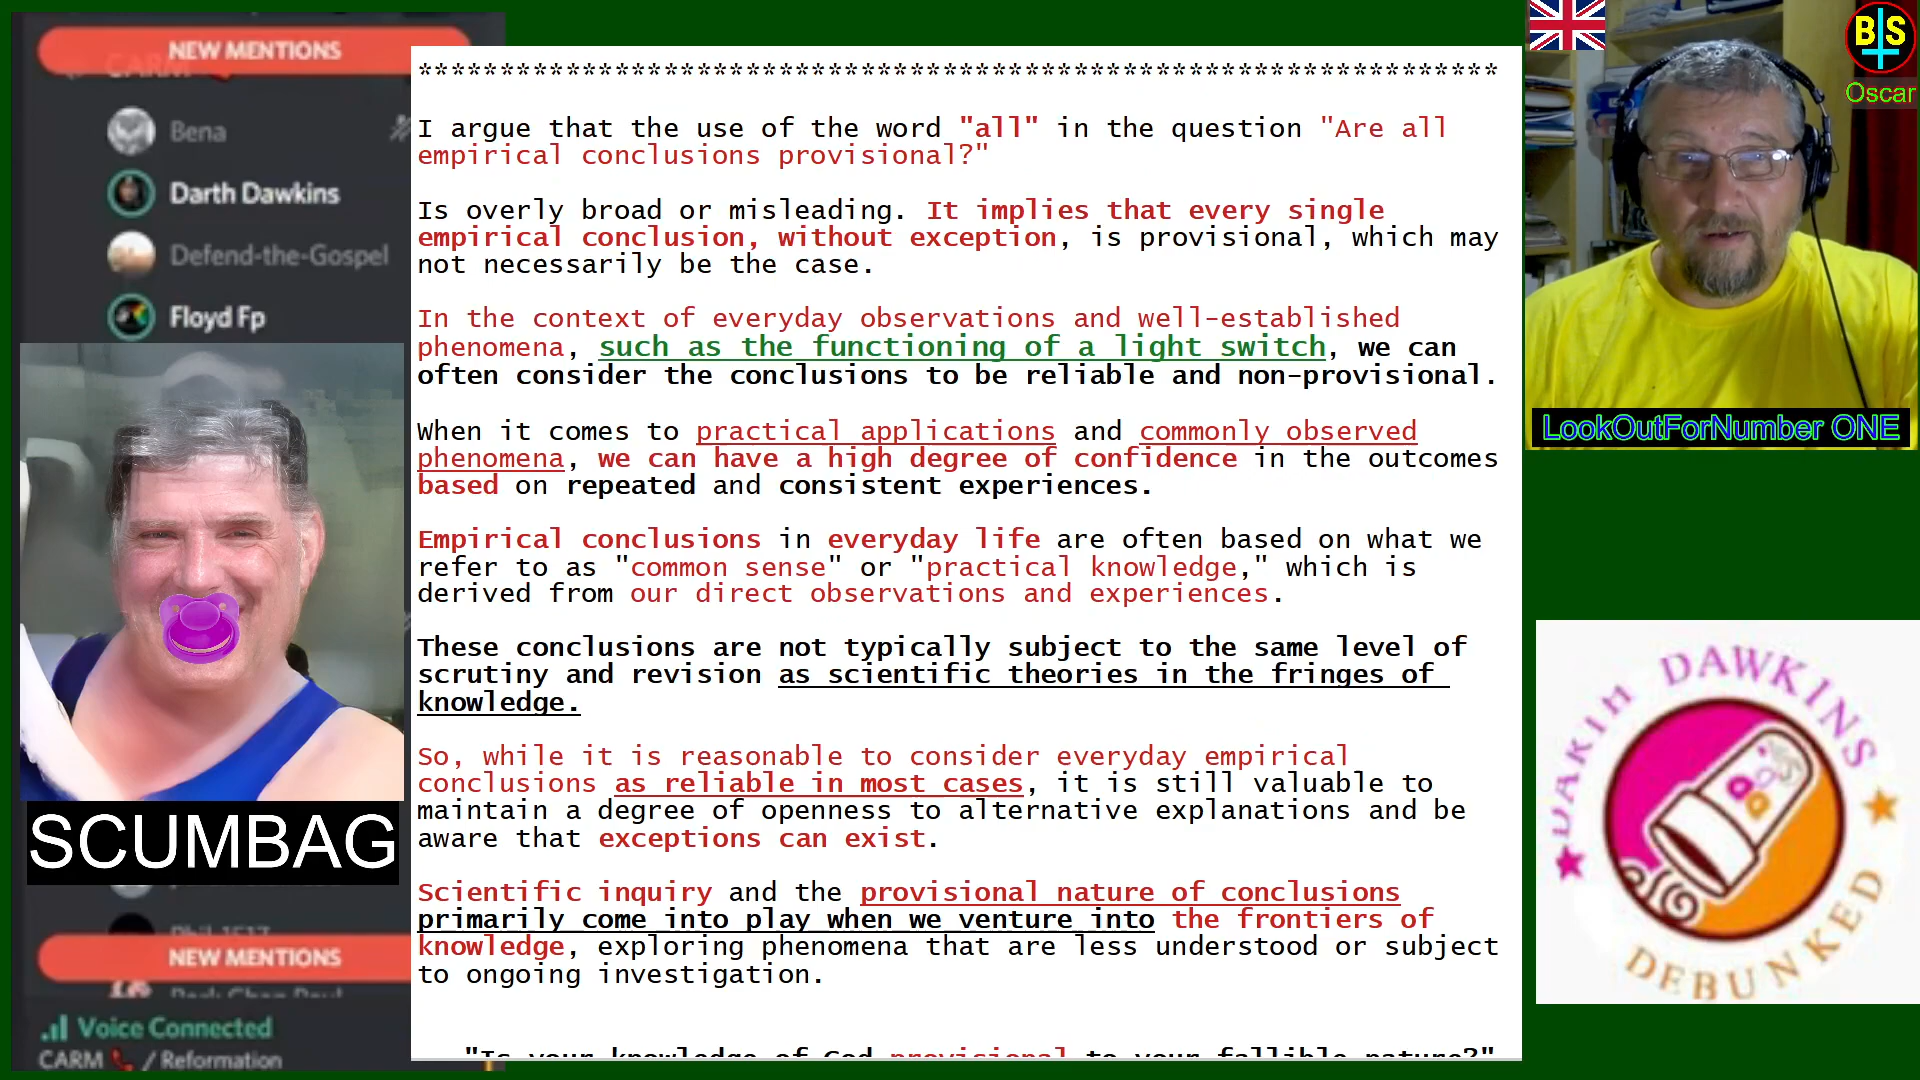 NEW MENTIONS
CARM
Bena
Darth Dawkins
Defend-the-Gospel
Floyd Fp
SCUMBAG
NEW MENTIONS
Voice Connected
CARM / Reformation
******************************************************************
I argue that the use of the word "all" in the question "Are all
empirical conclusions provisional?"
Is overly broad or misleading. It implies that every single
empirical conclusion, without exception, is provisional, which may
not necessarily be the case.
In the context of everyday observations and well-established
phenomena, such as the functioning of a light switch, we can
often consider the conclusions to be reliable and non-provisional.
When it comes to practical applications and commonly observed
phenomena, we can have a high degree of confidence in the outcomes
based on repeated and consistent experiences.
Empirical conclusions in everyday life are often based on what we
refer to as "common sense" or "practical knowledge," which is
derived from our direct observations and experiences.
These conclusions are not typically subject to the same level of
scrutiny and revision as scientific theories in the fringes of
knowledge.
So, while it is reasonable to consider everyday empirical
conclusions as reliable in most cases, it is still valuable to
maintain a degree of openness to alternative explanations and be
aware that exceptions can exist.
Scientific inquiry and the provisional nature of conclusions
primarily come into play when we venture into the frontiers of
knowledge, exploring phenomena that are less understood or subject
to ongoing investigation.
"Is your knowledge of God provisional to your fallible nature?"
BS
Oscar
LookOutForNumber ONE
DARTH DAWKINS
DEBUNKED